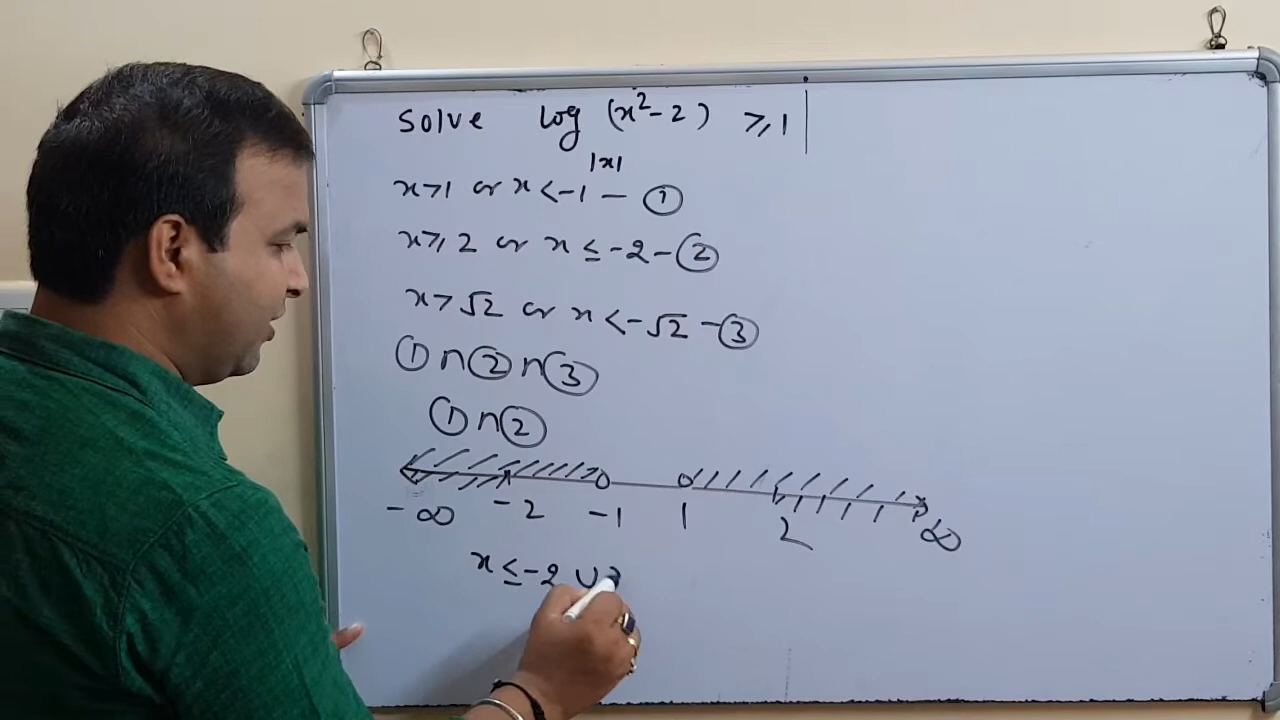 Solve log|x| (x²-2) ≥ 1
x>1 or x<-1 — ①
x≥2 or x≤-2 - ②
x>√2 or x<-√2 - ③
①∩②∩③
①∩②
-∞ -2 -1 1 2 ∞
x≤-2 ∪